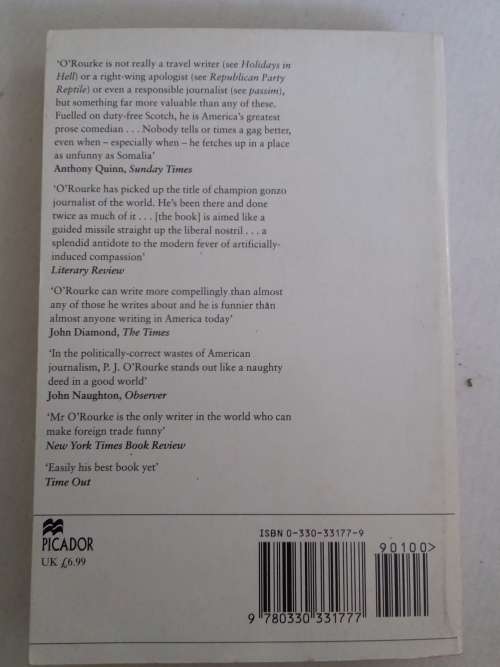 ‘O’Rourke is not really a travel writer (see Holidays in
Hell) or a right-wing apologist (see Republican Party
Reptile) or even a responsible journalist (see passim),
but something far more valuable than any of these.
Fuelled on duty-free Scotch, he is America’s greatest
prose comedian . . . Nobody tells or times a gag better,
even when – especially when – he fetches up in a place
as unfunny as Somalia’
Anthony Quinn, Sunday Times
‘O’Rourke has picked up the title of champion gonzo
journalist of the world. He’s been there and done
twice as much of it . . . [the book] is aimed like a
guided missile straight up the liberal nostril . . . a
splendid antidote to the modern fever of artificially-
induced compassion’
Literary Review
‘O’Rourke can write more compellingly than almost
any of those he writes about and he is funnier than
almost anyone writing in America today’
John Diamond, The Times
‘In the politically-correct wastes of American
journalism, P. J. O’Rourke stands out like a naughty
deed in a good world’
John Naughton, Observer
‘Mr O’Rourke is the only writer in the world who can
make foreign trade funny’
New York Times Book Review
‘Easily his best book yet’
Time Out
PICADOR
UK £6.99
ISBN 0-330-33177-9
90100>
9 780330 331777